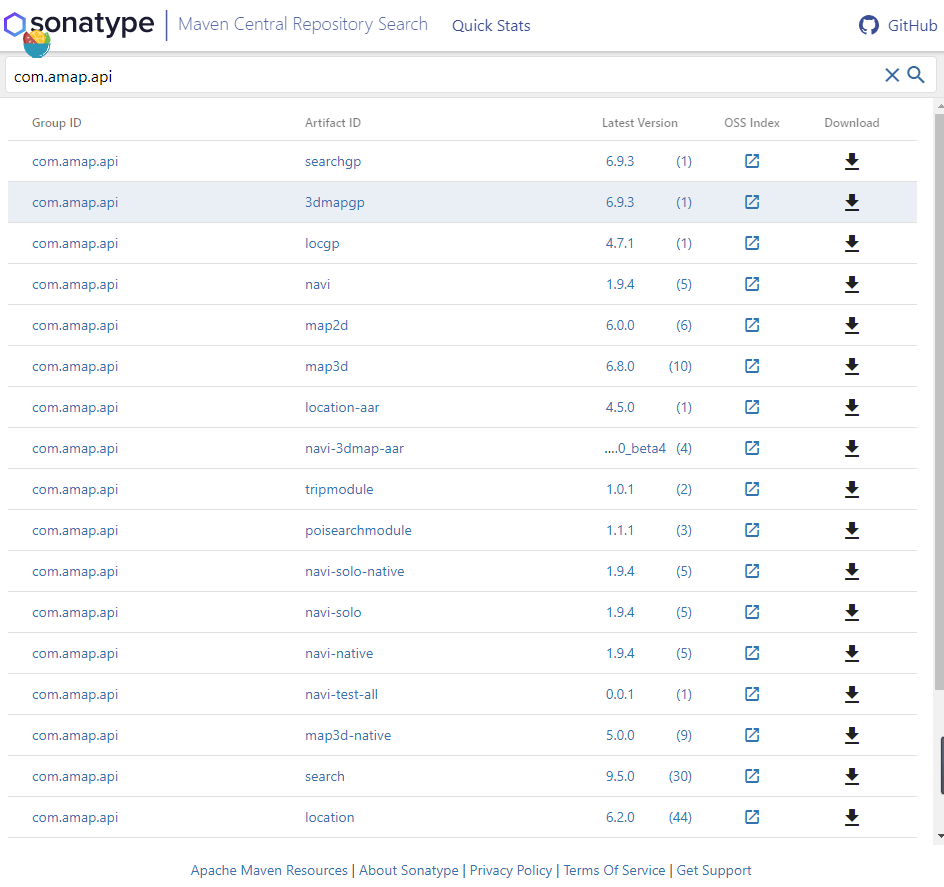 sonatype Maven Central Repository Search Quick Stats GitHub
com.amap.api
Group ID Artifact ID Latest Version OSS Index Download
com.amap.api searchgp 6.9.3 (1)
com.amap.api 3dmapgp 6.9.3 (1)
com.amap.api locgp 4.7.1 (1)
com.amap.api navi 1.9.4 (5)
com.amap.api map2d 6.0.0 (6)
com.amap.api map3d 6.8.0 (10)
com.amap.api location-aar 4.5.0 (1)
com.amap.api navi-3dmap-aar ....0_beta4 (4)
com.amap.api tripmodule 1.0.1 (2)
com.amap.api poisearchmodule 1.1.1 (3)
com.amap.api navi-solo-native 1.9.4 (5)
com.amap.api navi-solo 1.9.4 (5)
com.amap.api navi-native 1.9.4 (5)
com.amap.api navi-test-all 0.0.1 (1)
com.amap.api map3d-native 5.0.0 (9)
com.amap.api search 9.5.0 (30)
com.amap.api location 6.2.0 (44)
Apache Maven Resources | About Sonatype | Privacy Policy | Terms Of Service | Get Support